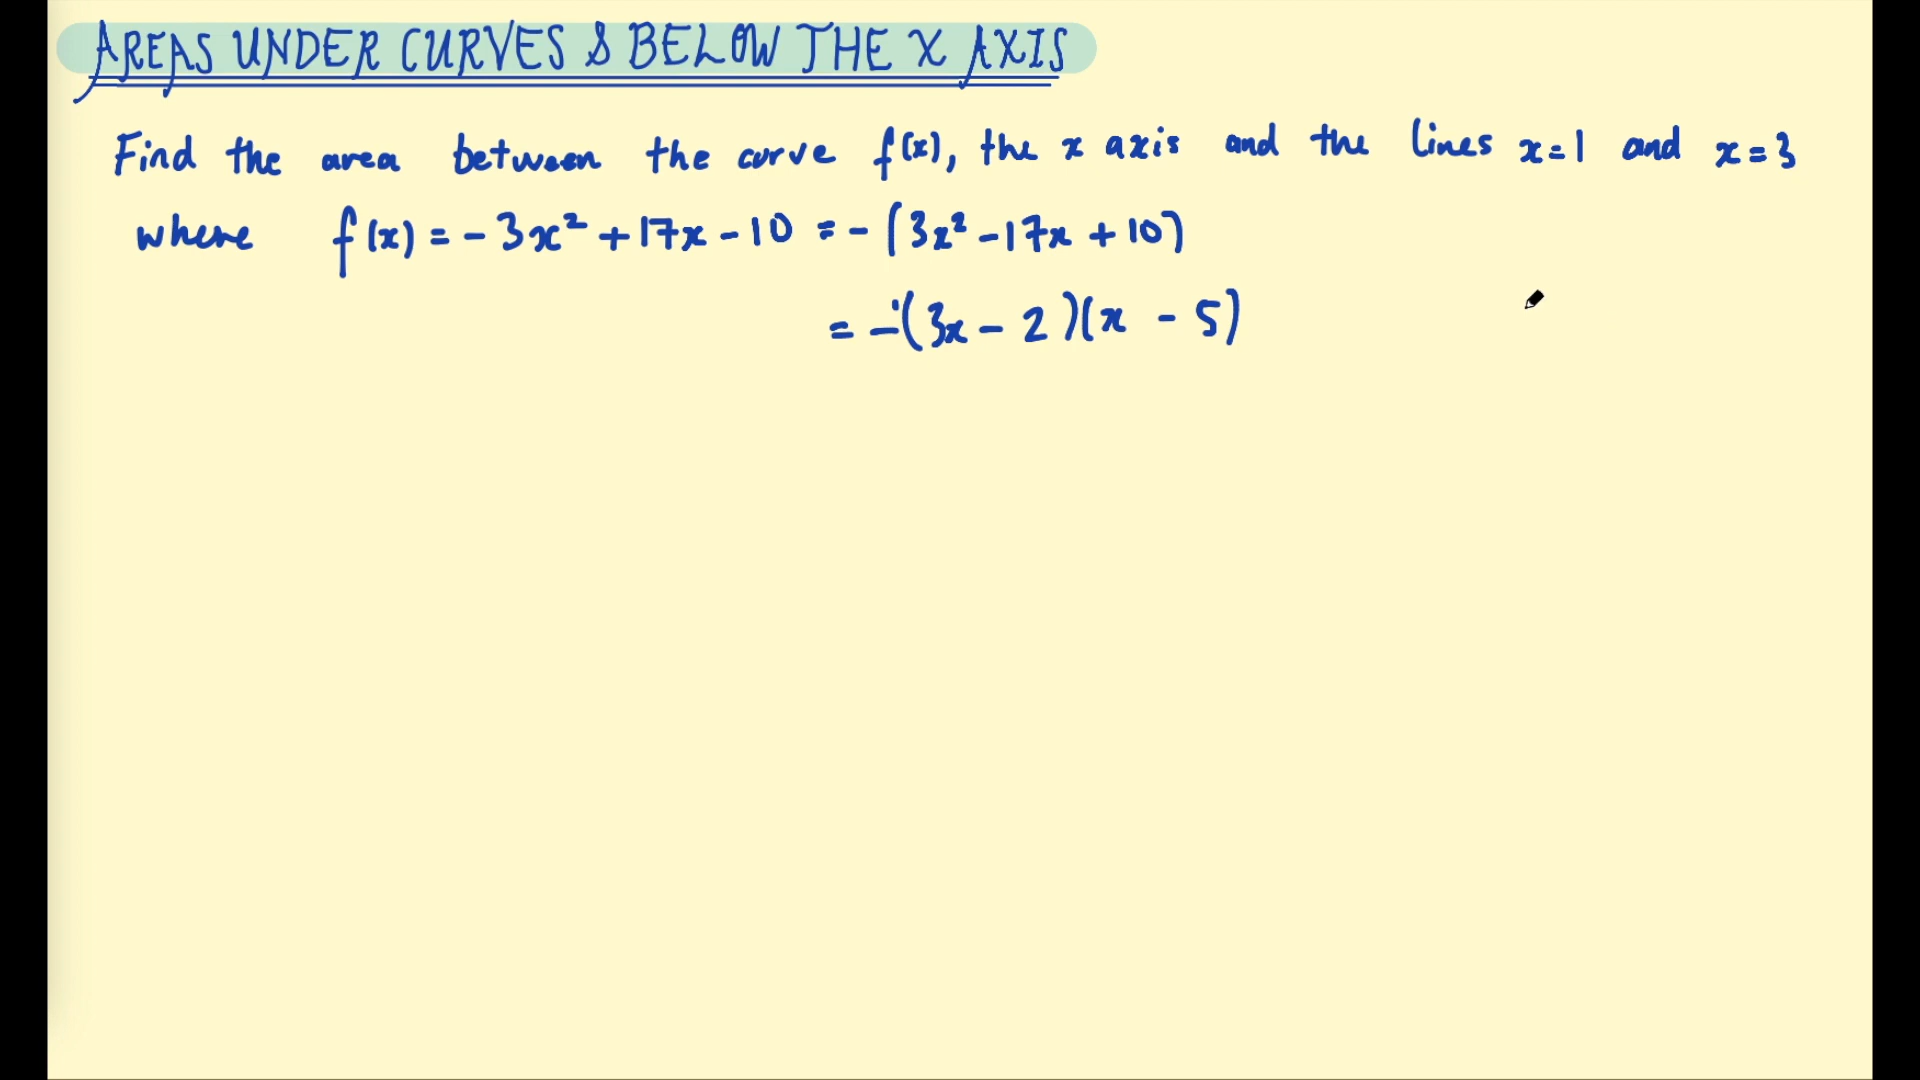 AREAS UNDER CURVES & BELOW THE X AXIS
Find the area between the curve f(x), the x axis and the lines x=1 and x=3
where f(x) = -3x² + 17x - 10 = - (3x² - 17x + 10)
= -(3x - 2)(x - 5)